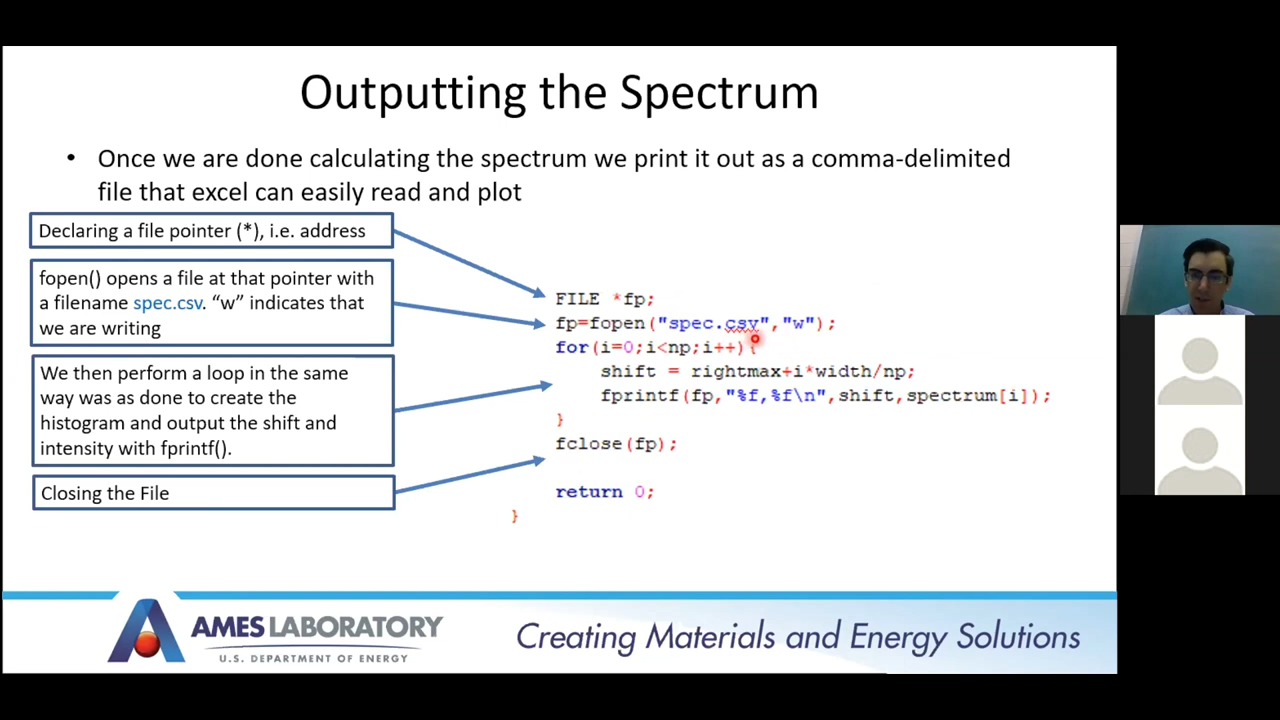 Outputting the Spectrum
• Once we are done calculating the spectrum we print it out as a comma-delimited
file that excel can easily read and plot
Declaring a file pointer (*), i.e. address
fopen() opens a file at that pointer with
a filename spec.csv. “w” indicates that
we are writing
We then perform a loop in the same
way was as done to create the
histogram and output the shift and
intensity with fprintf().
Closing the File
FILE *fp;
fp=fopen("spec.csv","w");
for(i=0;i<np;i++){
shift = rightmax+i*width/np;
fprintf(fp,"%f,%f\n",shift,spectrum[i]);
}
fclose(fp);
return 0;
}
AMES LABORATORY
U.S. DEPARTMENT OF ENERGY
Creating Materials and Energy Solutions